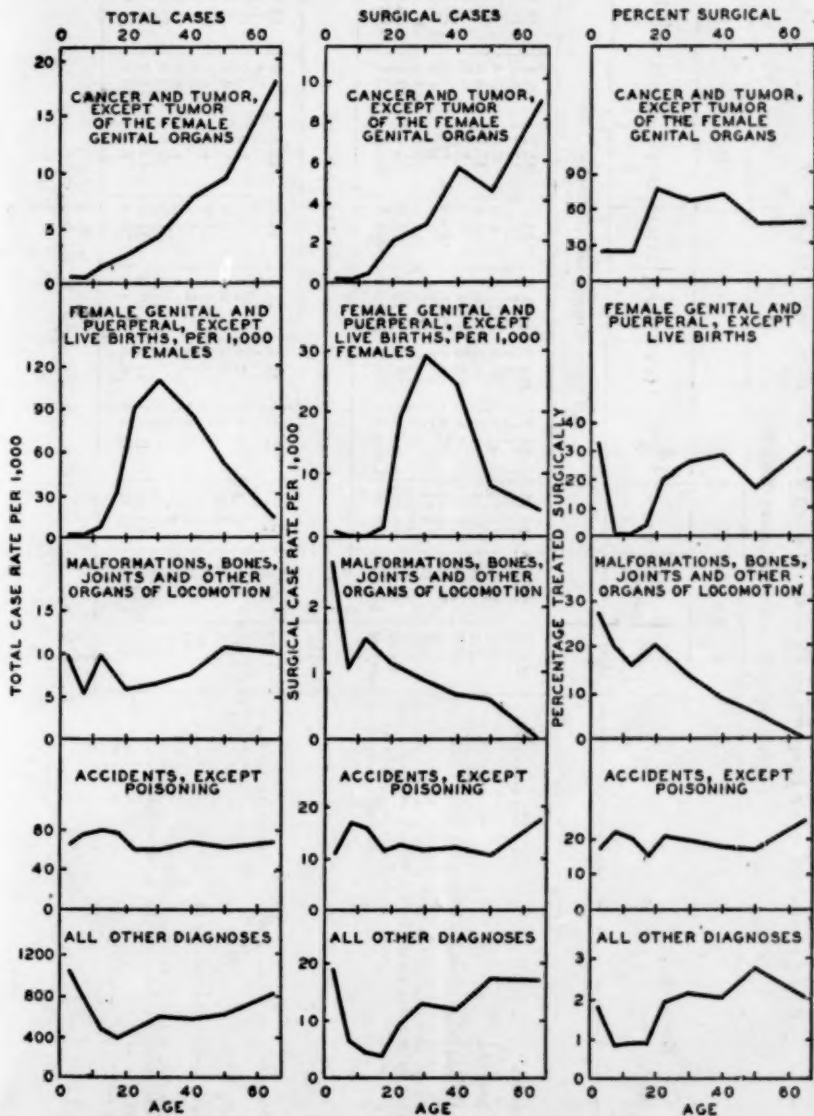 TOTAL CASES
0 20 40 60
SURGICAL CASES
0 20 40 60
PERCENT SURGICAL
0 20 40 60
20
15
10
5
0
CANCER AND TUMOR,
EXCEPT TUMOR
OF THE FEMALE
GENITAL ORGANS
10
8
6
4
2
0
CANCER AND TUMOR,
EXCEPT TUMOR
OF THE FEMALE
GENITAL ORGANS
90
60
30
0
CANCER AND TUMOR,
EXCEPT TUMOR
OF THE FEMALE
GENITAL ORGANS
TOTAL CASE RATE PER 1,000
FEMALE GENITAL AND
PUERPERAL, EXCEPT
LIVE BIRTHS, PER 1,000
FEMALES
120
90
60
30
0
SURGICAL CASE RATE PER 1,000
FEMALE GENITAL AND
PUERPERAL, EXCEPT
LIVE BIRTHS, PER 1,000
FEMALES
30
20
10
0
PERCENTAGE TREATED SURGICALLY
FEMALE GENITAL AND
PUERPERAL, EXCEPT
LIVE BIRTHS
40
30
20
10
0
MALFORMATIONS, BONES,
JOINTS AND OTHER
ORGANS OF LOCOMOTION
15
10
5
0
MALFORMATIONS, BONES,
JOINTS AND OTHER
ORGANS OF LOCOMOTION
2
1
0
MALFORMATIONS, BONES,
JOINTS AND OTHER
ORGANS OF LOCOMOTION
30
20
10
0
ACCIDENTS, EXCEPT
POISONING
80
0
ACCIDENTS, EXCEPT
POISONING
20
10
0
ACCIDENTS, EXCEPT
POISONING
20
10
0
ALL OTHER DIAGNOSES
1200
800
400
0
0 20 40 60
AGE
ALL OTHER DIAGNOSES
20
10
0
0 20 40 60
AGE
ALL OTHER DIAGNOSES
3
2
1
0
0 20 40 60
AGE